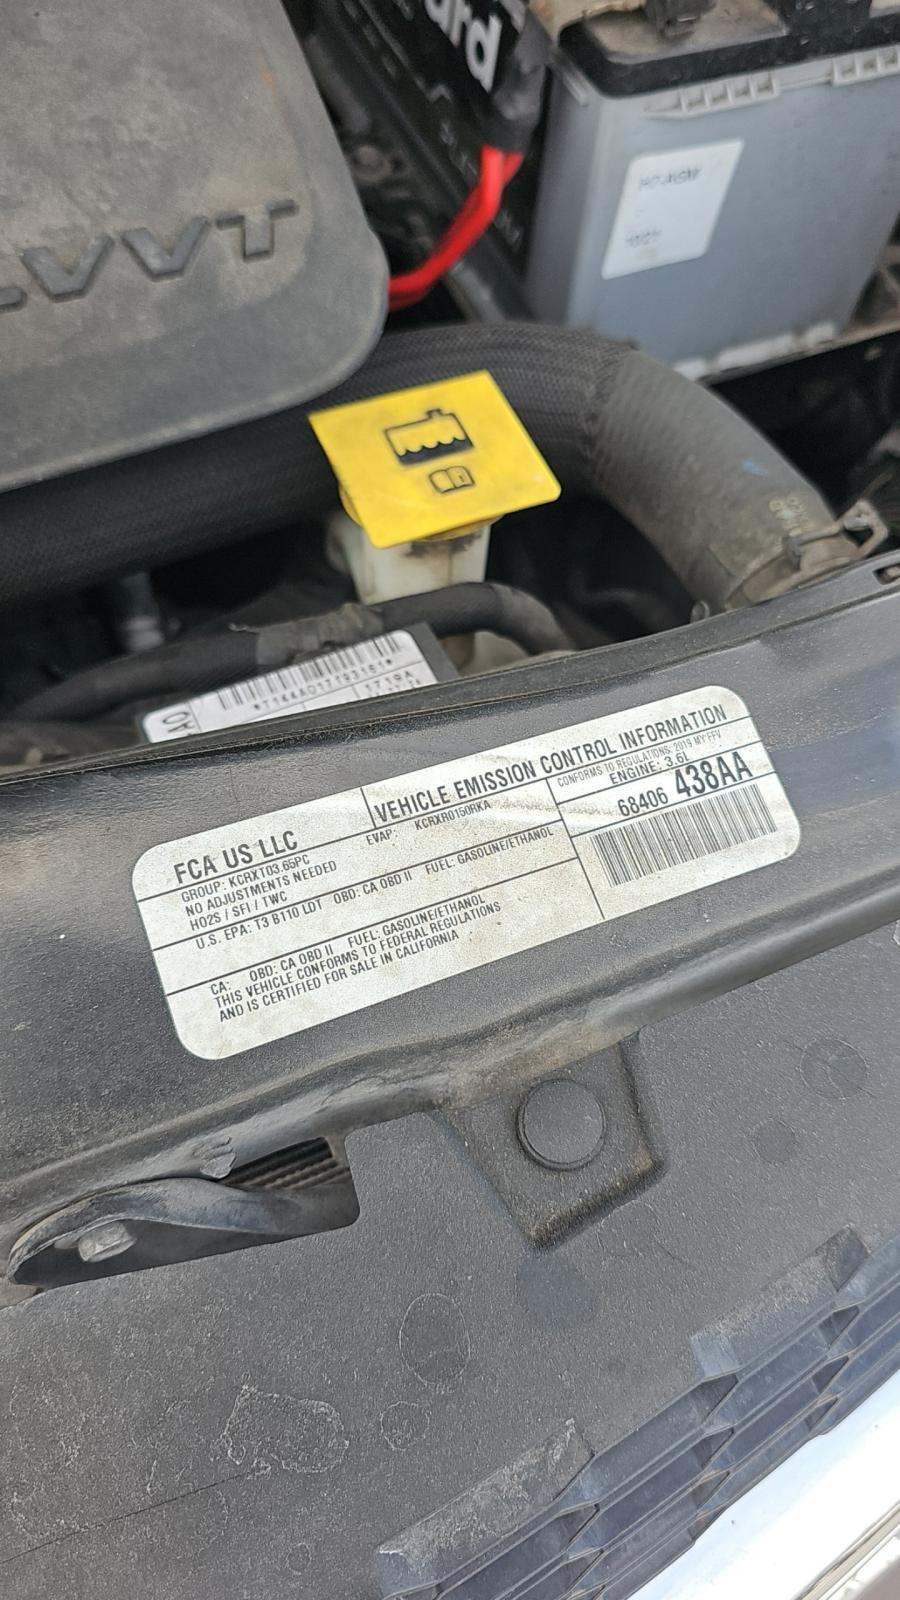 ard
VVT
*T1K4A017193161*
1719A
FCA US LLC
GROUP: KCRXT03.65PC
NO ADJUSTMENTS NEEDED
HO2S / SFI / TWC
VEHICLE EMISSION CONTROL INFORMATION
EVAP: KCRXR0150RKA
CONFORMS TO REGULATIONS: 2019 MY FFV
ENGINE: 3.6L
68406 438AA
U.S. EPA: T3 B110 LDT OBD: CA OBD II FUEL: GASOLINE/ETHANOL
CA: OBD: CA OBD II FUEL: GASOLINE/ETHANOL
THIS VEHICLE CONFORMS TO FEDERAL REGULATIONS
AND IS CERTIFIED FOR SALE IN CALIFORNIA